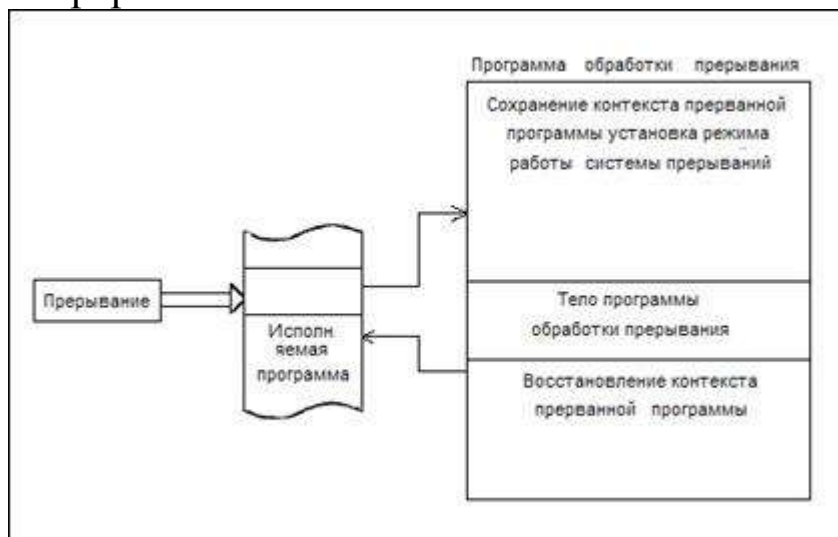 Программа обработки прерывания
Сохранение контекста прерванной
программы установка режима
работы системы прерываний
Прерывание
Исполн
яемая
программа
Тело программы
обработки прерывания
Восстановление контекста
прерванной программы